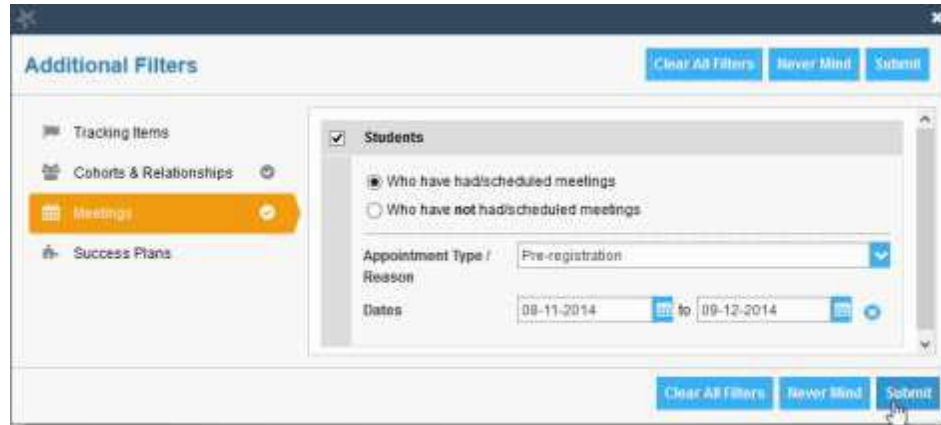 Additional Filters
Clear All Filters Never Mind Submit
Tracking Items
Cohorts & Relationships
Meetings
Success Plans
Students
Who have had/scheduled meetings
Who have not had/scheduled meetings
Appointment Type /
Reason
Pre-registration
Dates
08-11-2014 to 09-12-2014
Clear All Filters Never Mind Submit